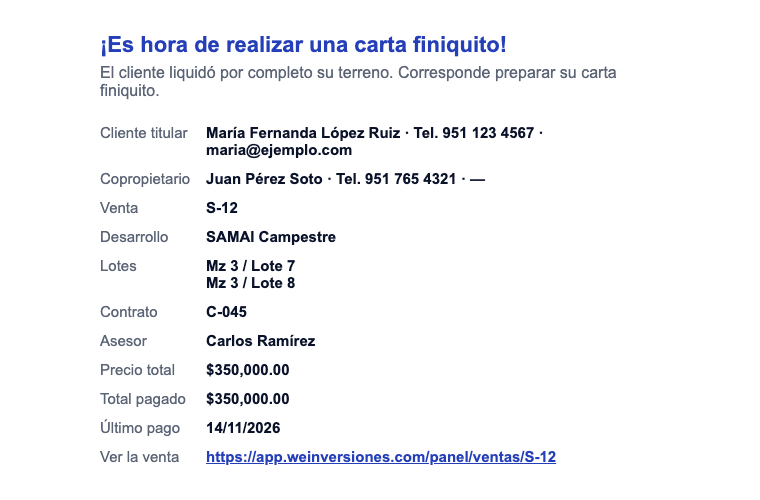 ¡Es hora de realizar una carta finiquito!
El cliente liquidó por completo su terreno. Corresponde preparar su carta
finiquito.
Cliente titular María Fernanda López Ruiz · Tel. 951 123 4567 ·
maria@ejemplo.com
Copropietario Juan Pérez Soto · Tel. 951 765 4321 · —
Venta S-12
Desarrollo SAMAI Campestre
Lotes Mz 3 / Lote 7
Mz 3 / Lote 8
Contrato C-045
Asesor Carlos Ramírez
Precio total $350,000.00
Total pagado $350,000.00
Último pago 14/11/2026
Ver la venta https://app.weinversiones.com/panel/ventas/S-12